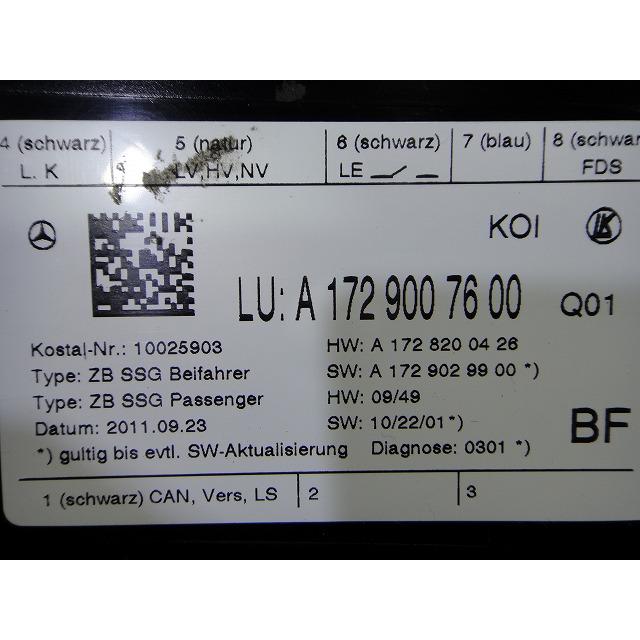 4 (schwarz) 5 (natur) 6 (schwarz) 7 (blau) 8 (schwar
L. K LV,HV,NV LE FDS
KOI
LU: A 172 900 76 00 Q01
Kostal-Nr.: 10025903 HW: A 172 820 04 26
Type: ZB SSG Beifahrer SW: A 172 902 99 00 *)
Type: ZB SSG Passenger HW: 09/49
Datum: 2011.09.23 SW: 10/22/01*)
BF
*) gultig bis evtl. SW-Aktualisierung Diagnose: 0301 *)
1 (schwarz) CAN, Vers, LS 2 3